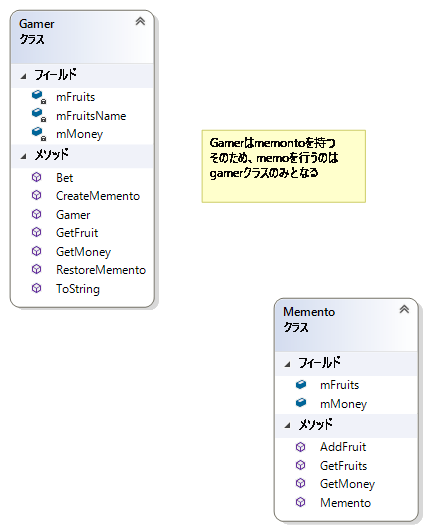 Gamer
クラス
フィールド
mFruits
mFruitsName
mMoney
メソッド
Bet
CreateMemento
Gamer
GetFruit
GetMoney
RestoreMemento
ToString
Gamerはmemontoを持つ
そのため、memoを行うのは
gamerクラスのみとなる
Memento
クラス
フィールド
mFruits
mMoney
メソッド
AddFruit
GetFruits
GetMoney
Memento